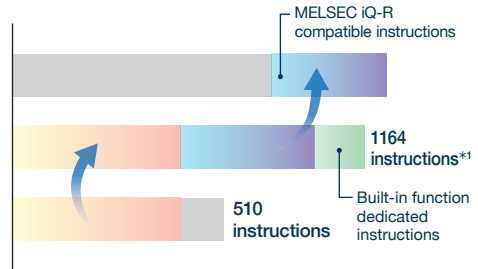 MELSEC iQ-R
compatible instructions
1164
instructions*1
Built-in function
dedicated
instructions
510
instructions